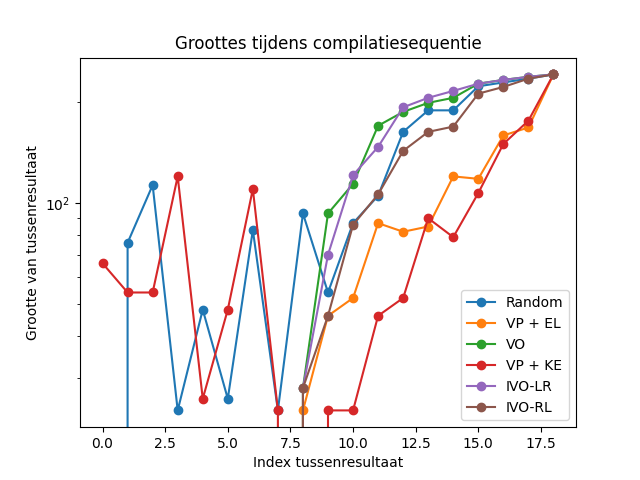 Groottes tijdens compilatiesequentie
Grootte van tussenresultaat
10²
0.0 2.5 5.0 7.5 10.0 12.5 15.0 17.5
Index tussenresultaat
Random
VP + EL
VO
VP + KE
IVO-LR
IVO-RL